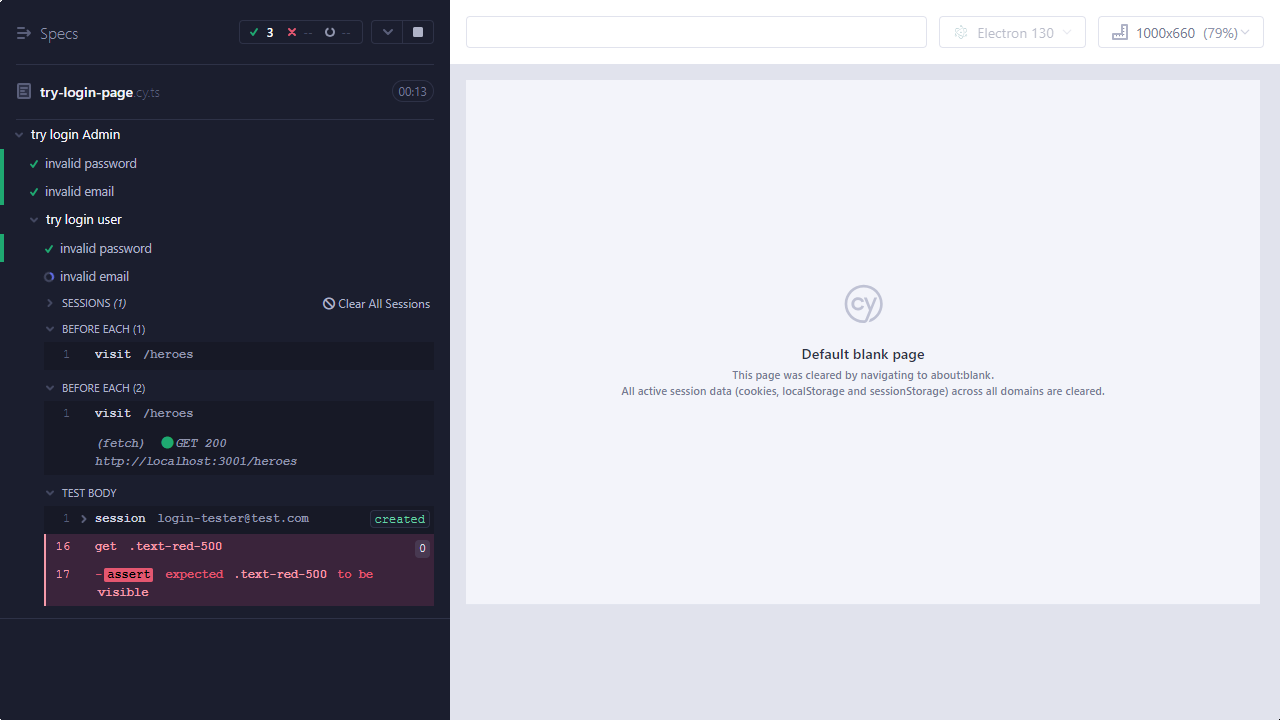 Specs
3 -- --
try-login-page.cy.ts 00:13
try login Admin
invalid password
invalid email
try login user
invalid password
invalid email
SESSIONS (1) Clear All Sessions
BEFORE EACH (1)
1 visit /heroes
BEFORE EACH (2)
1 visit /heroes
(fetch) GET 200
http://localhost:3001/heroes
TEST BODY
1 session login-tester@test.com created
16 get .text-red-500 0
17 -assert expected .text-red-500 to be
visible
Electron 130
1000x660 (79%)
cy
Default blank page
This page was cleared by navigating to about:blank.
All active session data (cookies, localStorage and sessionStorage) across all domains are cleared.